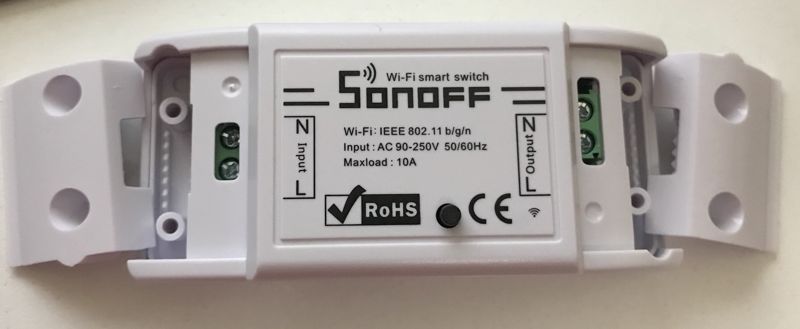 Wi-Fi smart switch
SONOFF
Wi-Fi: IEEE 802.11 b/g/n
Input : AC 90-250V 50/60Hz
Maxload : 10A
N
Input
L
N
Output
L
RoHS
CE